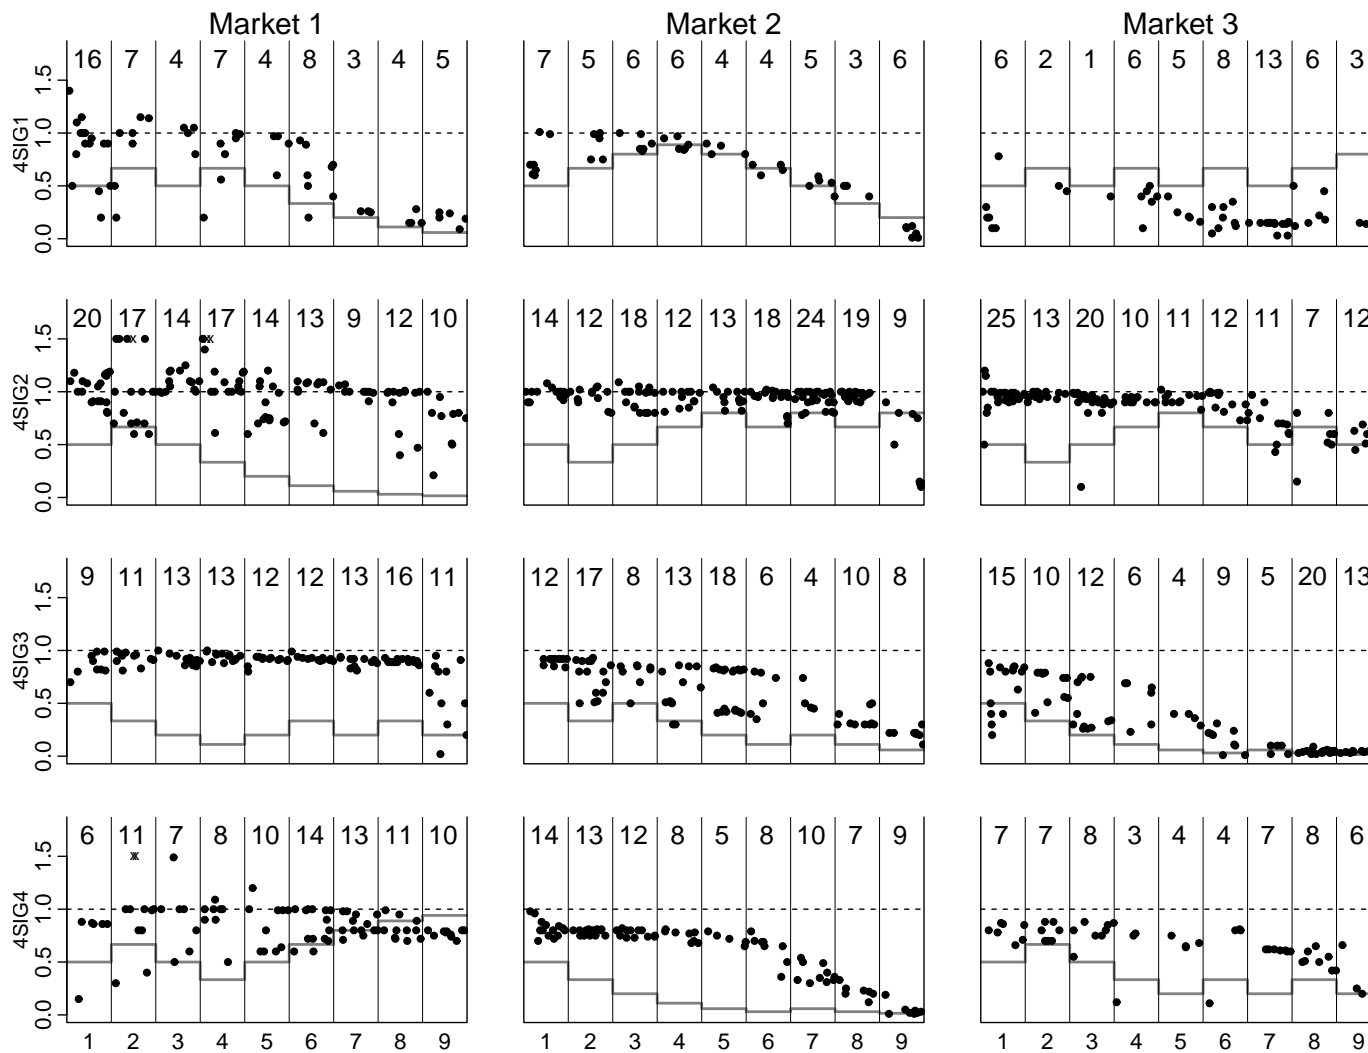 Market 1 Market 2 Market 3
4SIG1
1.5
1.0
0.5
0.0
16 7 4 7 4 8 3 4 5
7 5 6 6 4 4 5 3 6
6 2 1 6 5 8 13 6 3
4SIG2
1.5
1.0
0.5
0.0
20 17 14 17 14 13 9 12 10
14 12 18 12 13 18 24 19 9
25 13 20 10 11 12 11 7 12
4SIG3
1.5
1.0
0.5
0.0
9 11 13 13 12 12 13 16 11
12 17 8 13 18 6 4 10 8
15 10 12 6 4 9 5 20 13
4SIG4
1.5
1.0
0.5
0.0
6 11 7 8 10 14 13 11 10
14 13 12 8 5 8 10 7 9
7 7 8 3 4 4 7 8 6
1 2 3 4 5 6 7 8 9
1 2 3 4 5 6 7 8 9
1 2 3 4 5 6 7 8 9